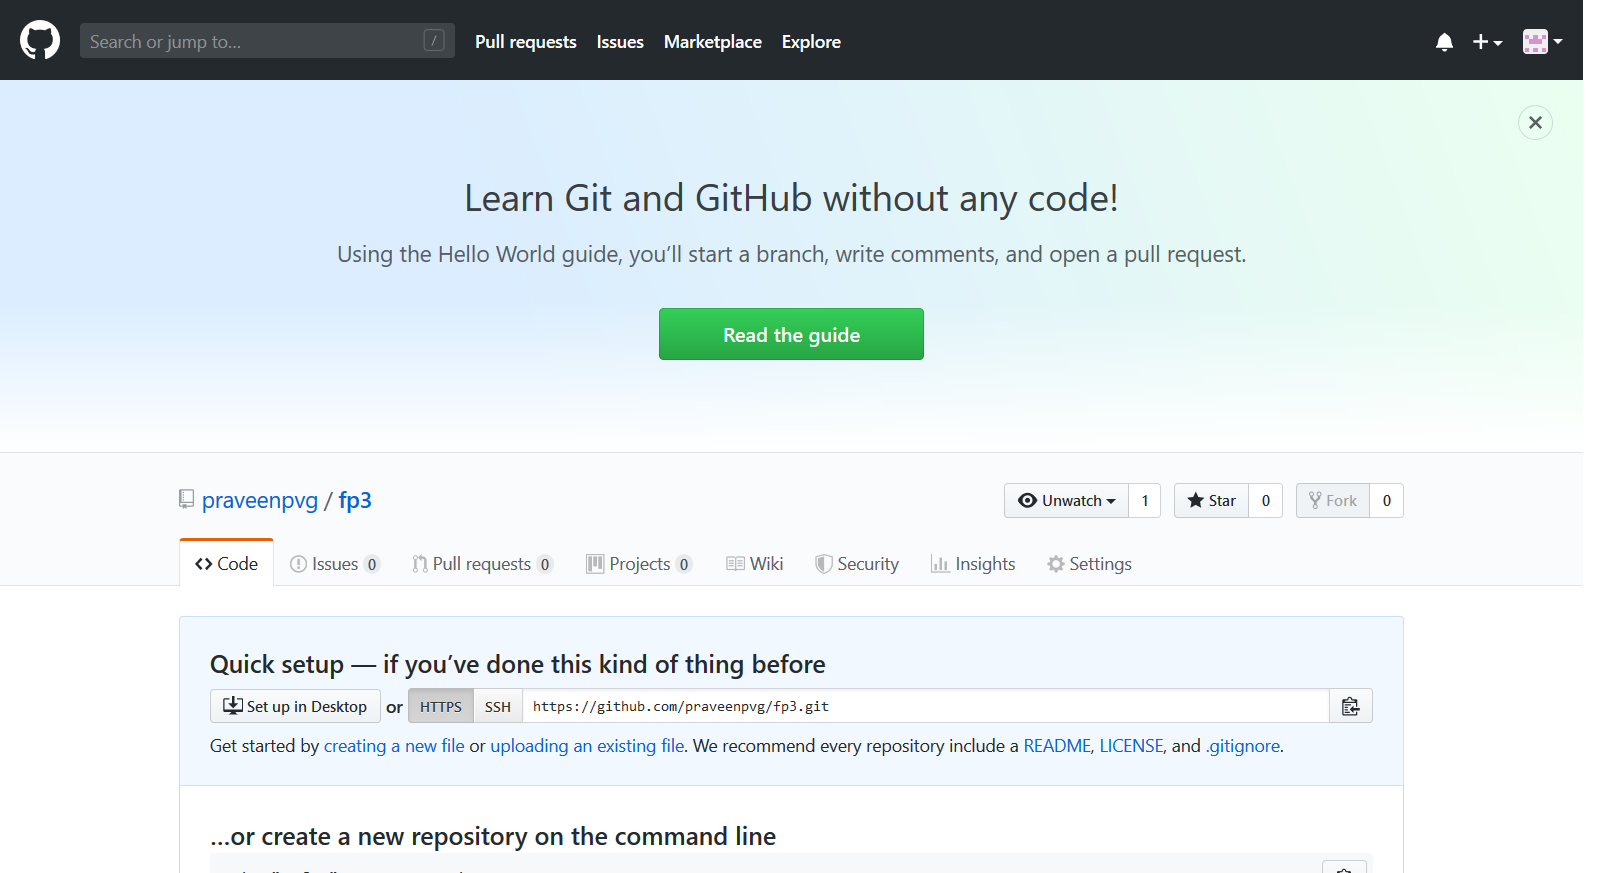 Search or jump to... / Pull requests Issues Marketplace Explore
Learn Git and GitHub without any code!
Using the Hello World guide, you’ll start a branch, write comments, and open a pull request.
Read the guide
praveenpvg / fp3 Unwatch 1 Star 0 Fork 0
Code Issues 0 Pull requests 0 Projects 0 Wiki Security Insights Settings
Quick setup — if you’ve done this kind of thing before
Set up in Desktop or HTTPS SSH https://github.com/praveenpvg/fp3.git
Get started by creating a new file or uploading an existing file. We recommend every repository include a README, LICENSE, and .gitignore.
...or create a new repository on the command line